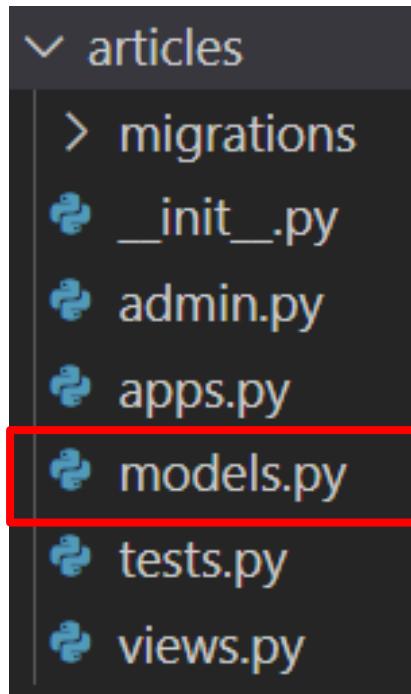 articles
migrations
__init__.py
admin.py
apps.py
models.py
tests.py
views.py